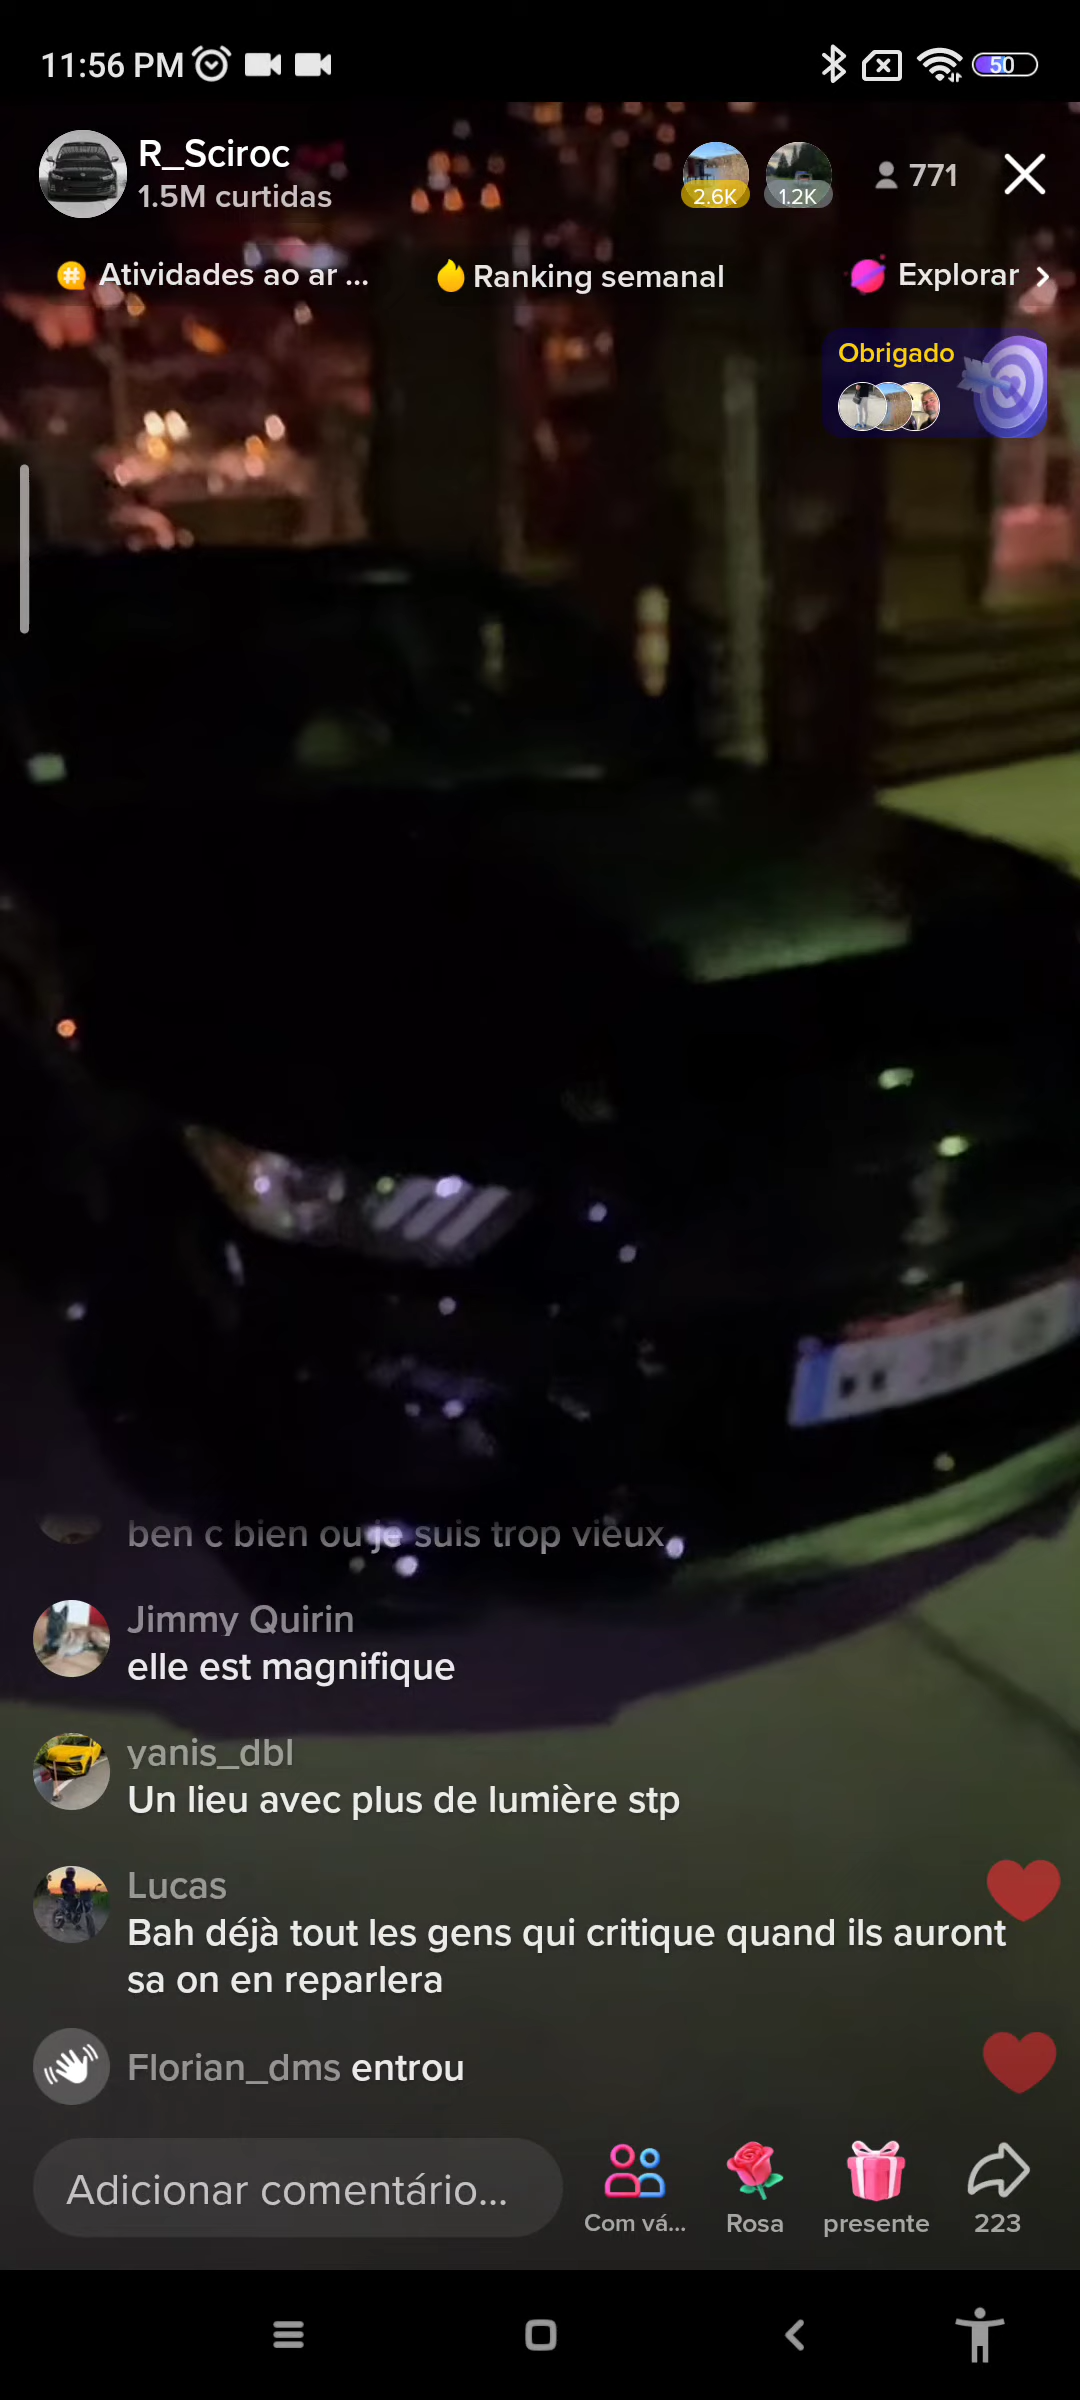 11:56 PM
50
R_Sciroc
1.5M curtidas
2.6K
1.2K
771
Atividades ao ar ...
Ranking semanal
Explorar
Obrigado
ben c bien ou je suis trop vieux
Jimmy Quirin
elle est magnifique
yanis_dbl
Un lieu avec plus de lumière stp
Lucas
Bah déjà tout les gens qui critique quand ils auront
sa on en reparlera
Florian_dms entrou
Adicionar comentário...
Com vá...
Rosa
presente
223